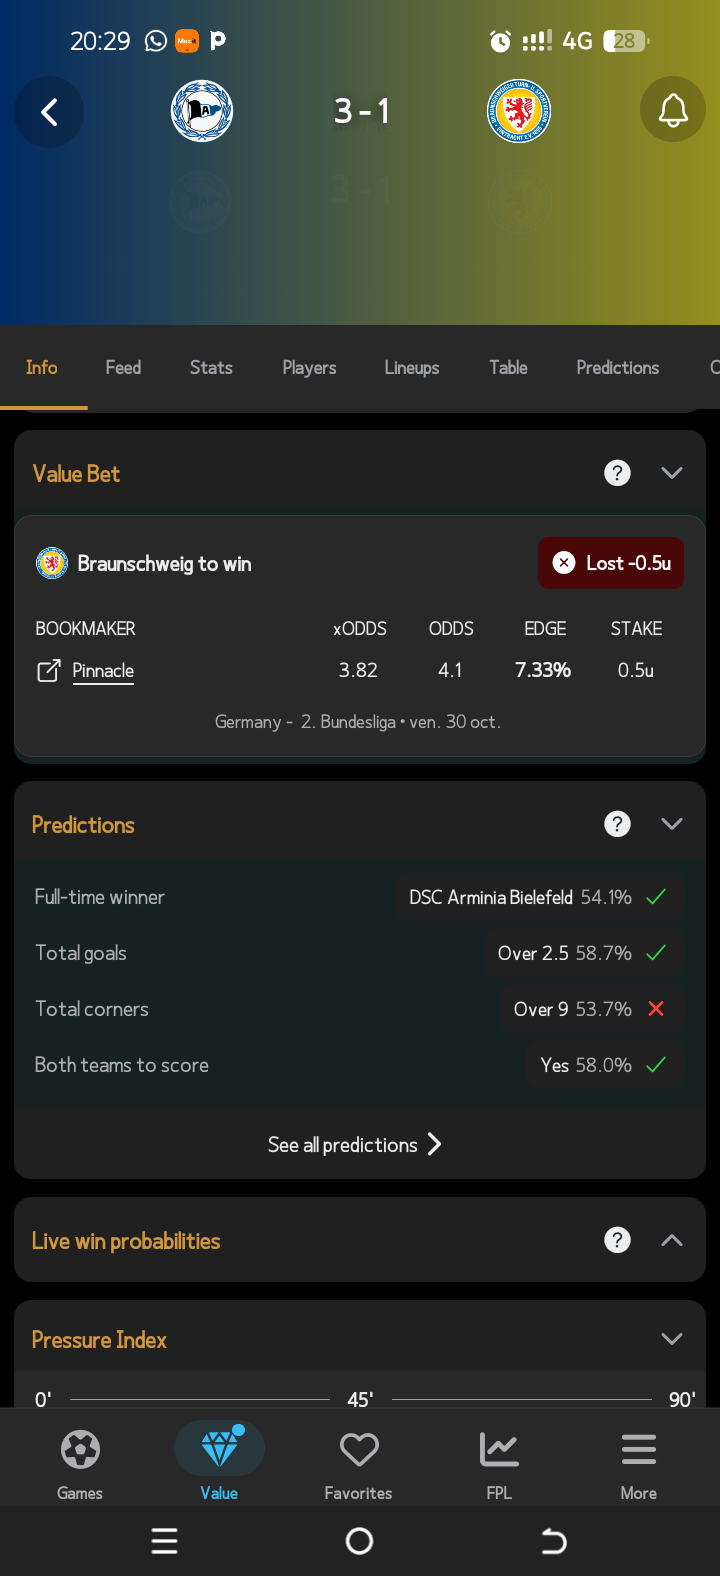 20:29 4G 28
3 - 1
3 - 1
Info Feed Stats Players Lineups Table Predictions
Value Bet ?
Braunschweig to win Lost -0.5u
BOOKMAKER xODDS ODDS EDGE STAKE
Pinnacle 3.82 4.1 7.33% 0.5u
Germany - 2. Bundesliga • ven. 30 oct.
Predictions ?
Full-time winner DSC Arminia Bielefeld 54.1%
Total goals Over 2.5 58.7%
Total corners Over 9 53.7%
Both teams to score Yes 58.0%
See all predictions
Live win probabilities ?
Pressure Index
0' 45' 90'
Games Value Favorites FPL More